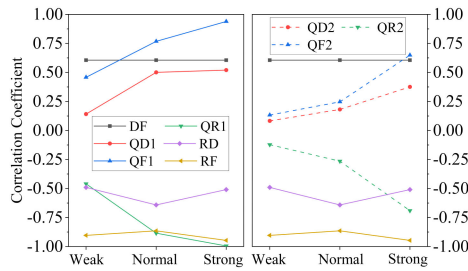 1.00
0.75
0.50
0.25
0.00
-0.25
-0.50
-0.75
-1.00
Correlation Coefficient
DF QR1
QD1 RD
QF1 RF
Weak Normal Strong
QD2 QR2
QF2
Weak Normal Strong
1.00
0.75
0.50
0.25
0.00
-0.25
-0.50
-0.75
-1.00